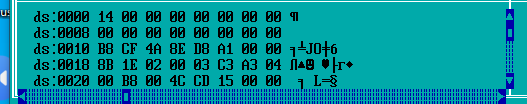 us
ds:0000 14 00 00 00 00 00 00 00 ¶
ds:0008 00 00 00 00 00 00 00 00
ds:0010 B8 CF 4A 8E D8 A1 00 00 ╕╧JО╪б
ds:0018 8B 1E 02 00 03 C3 A3 04 Л▲☻ ♥├г♦
ds:0020 00 B8 00 4C CD 15 00 00 ╕ L═§